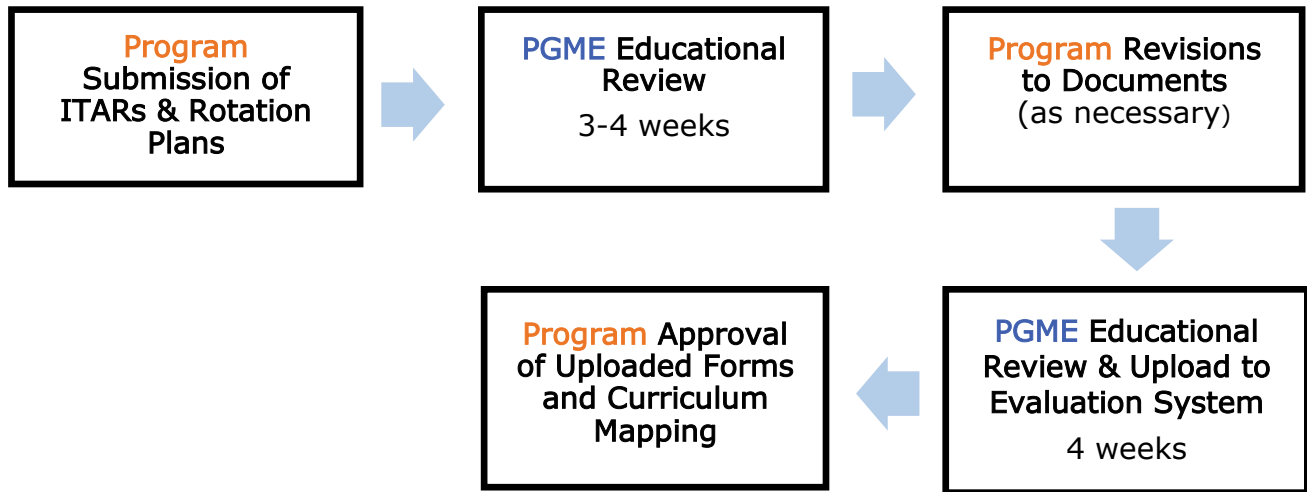 Program
Submission of
ITARs & Rotation
Plans
PGME Educational
Review
3-4 weeks
Program Revisions
to Documents
(as necessary)
PGME Educational
Review & Upload to
Evaluation System
4 weeks
Program Approval
of Uploaded Forms
and Curriculum
Mapping